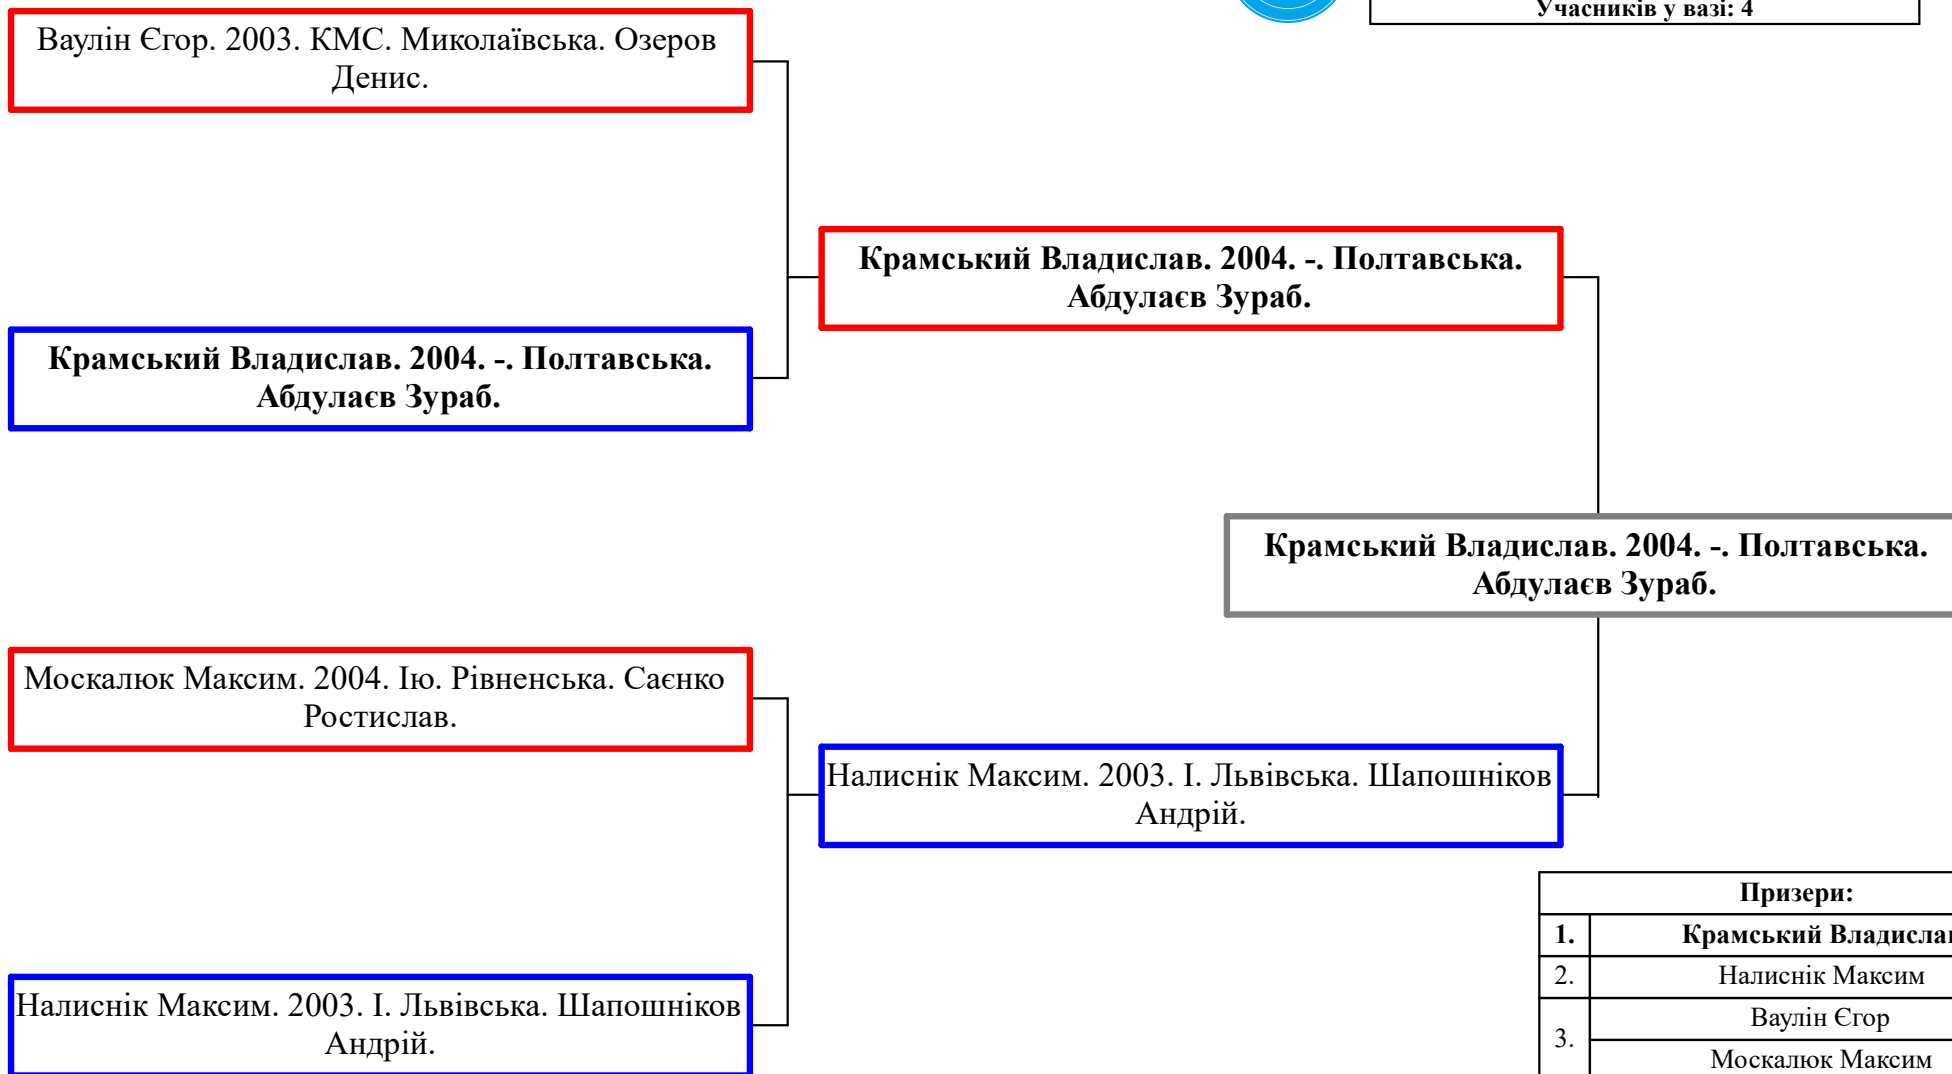 Учасників у вазі: 4
Ваулін Єгор. 2003. КМС. Миколаївська. Озеров
Денис.
Крамський Владислав. 2004. -. Полтавська.
Абдулаєв Зураб.
Крамський Владислав. 2004. -. Полтавська.
Абдулаєв Зураб.
Крамський Владислав. 2004. -. Полтавська.
Абдулаєв Зураб.
Москалюк Максим. 2004. Ію. Рівненська. Саєнко
Ростислав.
Налиснік Максим. 2003. І. Львівська. Шапошніков
Андрій.
Налиснік Максим. 2003. І. Львівська. Шапошніков
Андрій.
Призери:
1. Крамський Владислав
2. Налиснік Максим
3. Ваулін Єгор
Москалюк Максим